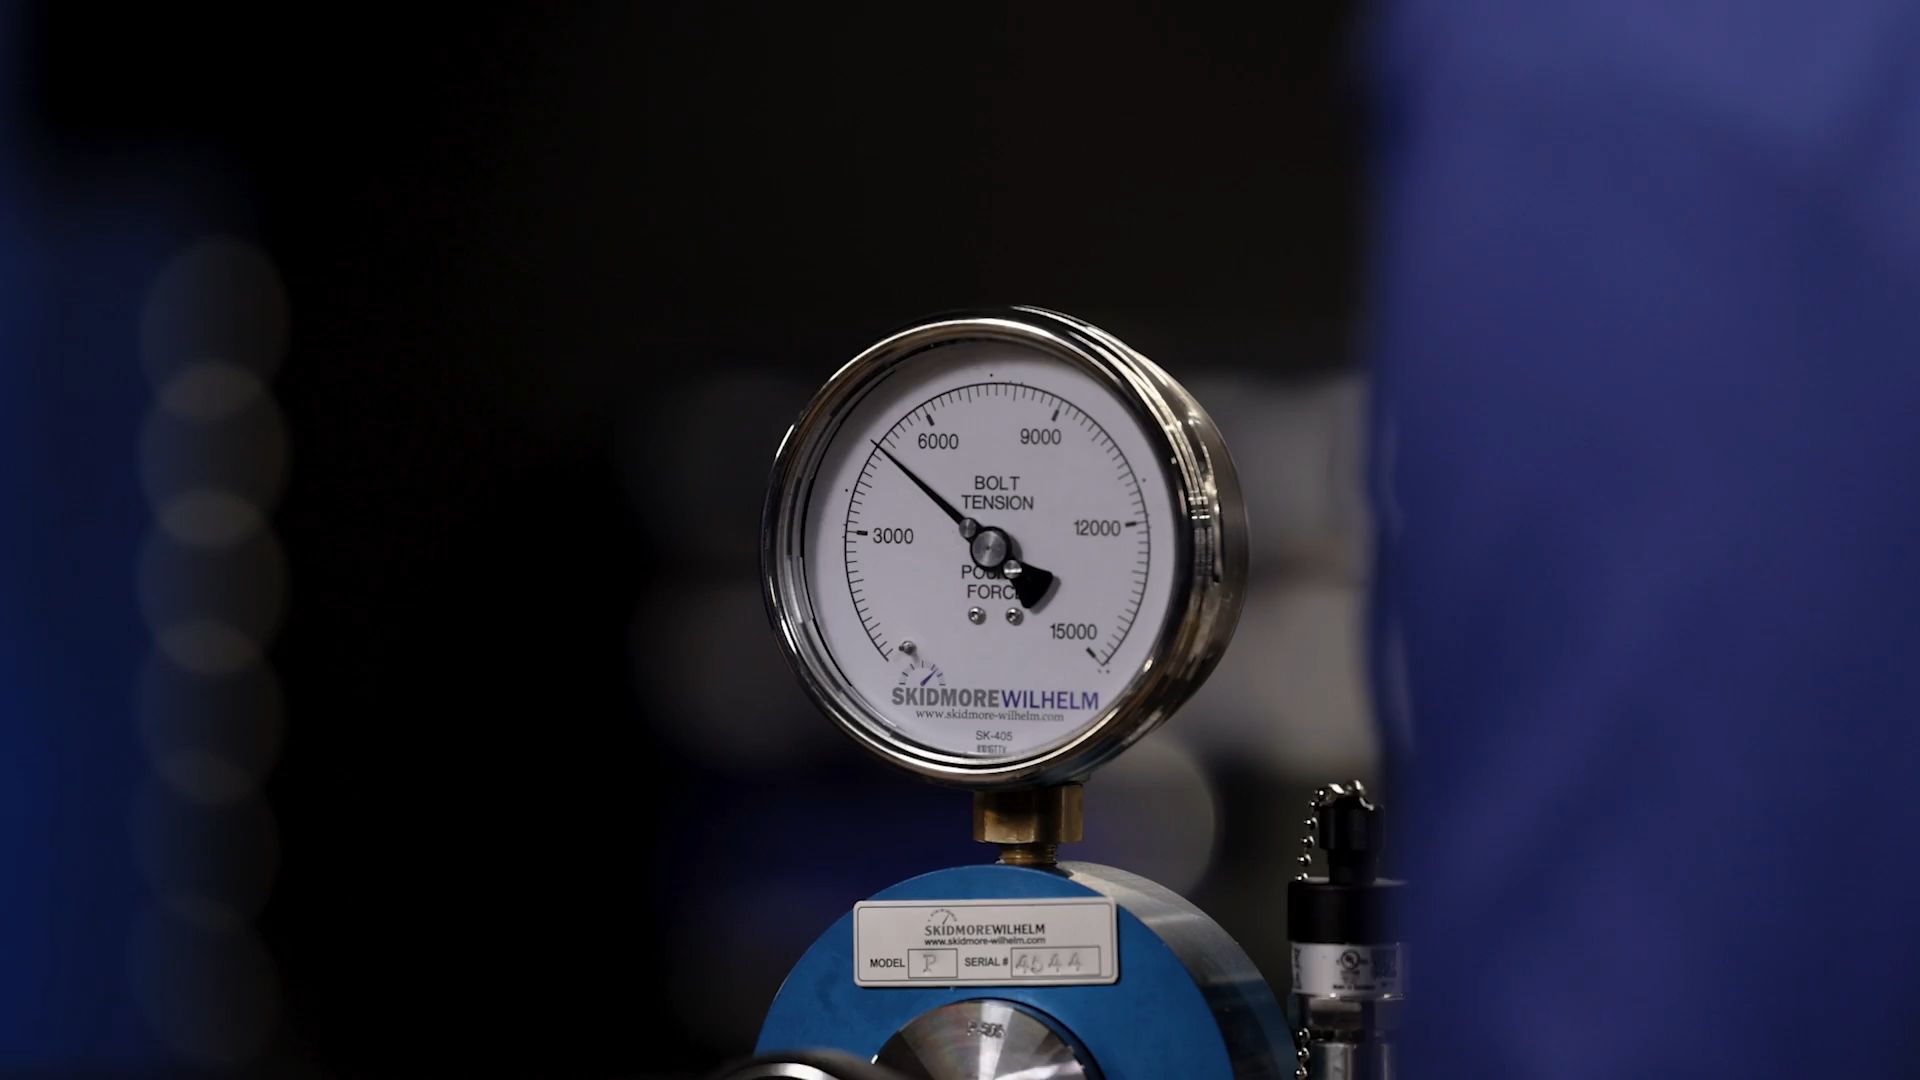 6000
9000
BOLT
TENSION
3000
12000
FORC
15000
SKIDMOREWILHELM
www.skidmore-wilhelm.com
SK-405
SKIDMOREWILHELM
www.skidmore-wilhelm.com
MODEL P SERIAL # 4544